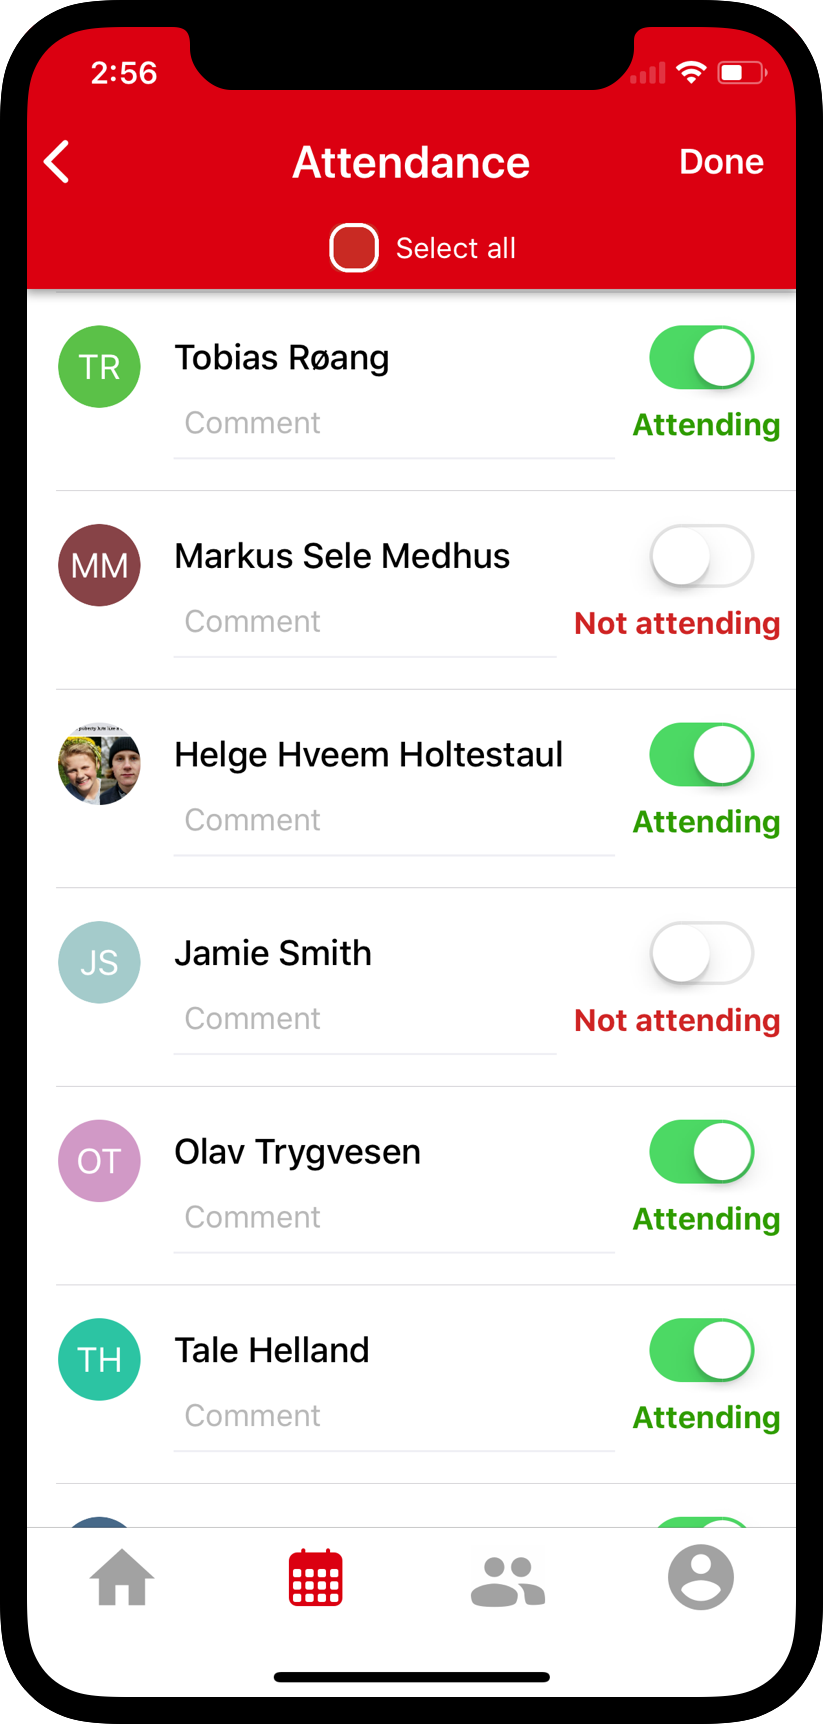 2:56
Attendance
Done
Select all
TR
Tobias Røang
Comment
Attending
MM
Markus Sele Medhus
Comment
Not attending
Helge Hveem Holtestaul
Comment
Attending
JS
Jamie Smith
Comment
Not attending
OT
Olav Trygvesen
Comment
Attending
TH
Tale Helland
Comment
Attending